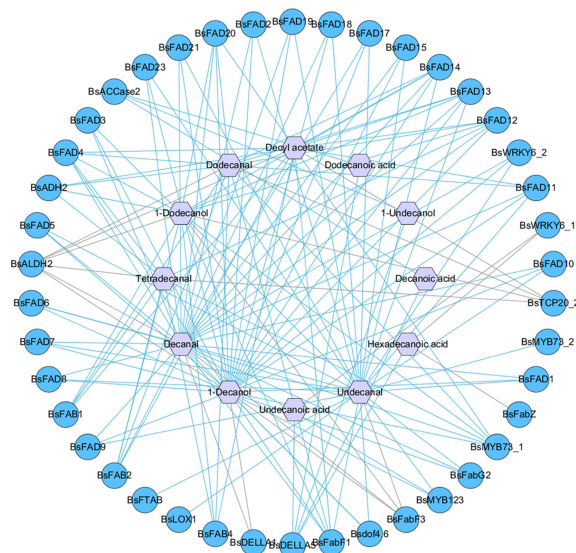 BsFAD19
BsFAD2
BsFAD18
BsFAD20
BsFAD17
BsFAD21
BsFAD15
BsFAD23
BsFAD14
BsACCase2
BsFAD13
BsFAD3
BsFAD12
BsFAD4
BsWRKY6_2
BsADH2
BsFAD11
BsFAD5
BsWRKY6_1
BsALDH2
BsFAD10
BsFAD6
BsTCP20_2
BsFAD7
BsMYB73_2
BsFAD8
BsFAD1
BsFAB1
BsFabZ
BsFAD9
BsMYB73_1
BsFAB2
BsFabG2
BsFTAB
BsMYB123
BsLOX1
BsFabF3
BsFAB4
Bsdof4.6
BsDELLA1
BsDELLA5
BsFabF1
Decyl acetate
Dodecanal
Dodecanoic acid
1-Dodecanol
1-Undecanol
Tetradecanal
Decanoic acid
Decanal
Hexadecanoic acid
1-Decanol
Undecanal
Undecanoic acid